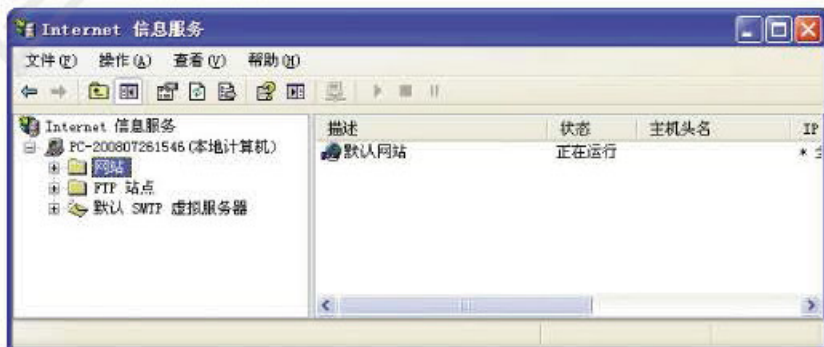 Internet 信息服务
文件(F) 操作(A) 查看(V) 帮助(H)
Internet 信息服务
PC-200807261546(本地计算机)
网站
FTP 站点
默认 SMTP 虚拟服务器
描述 状态 主机头名 IP
默认网站 正在运行 *